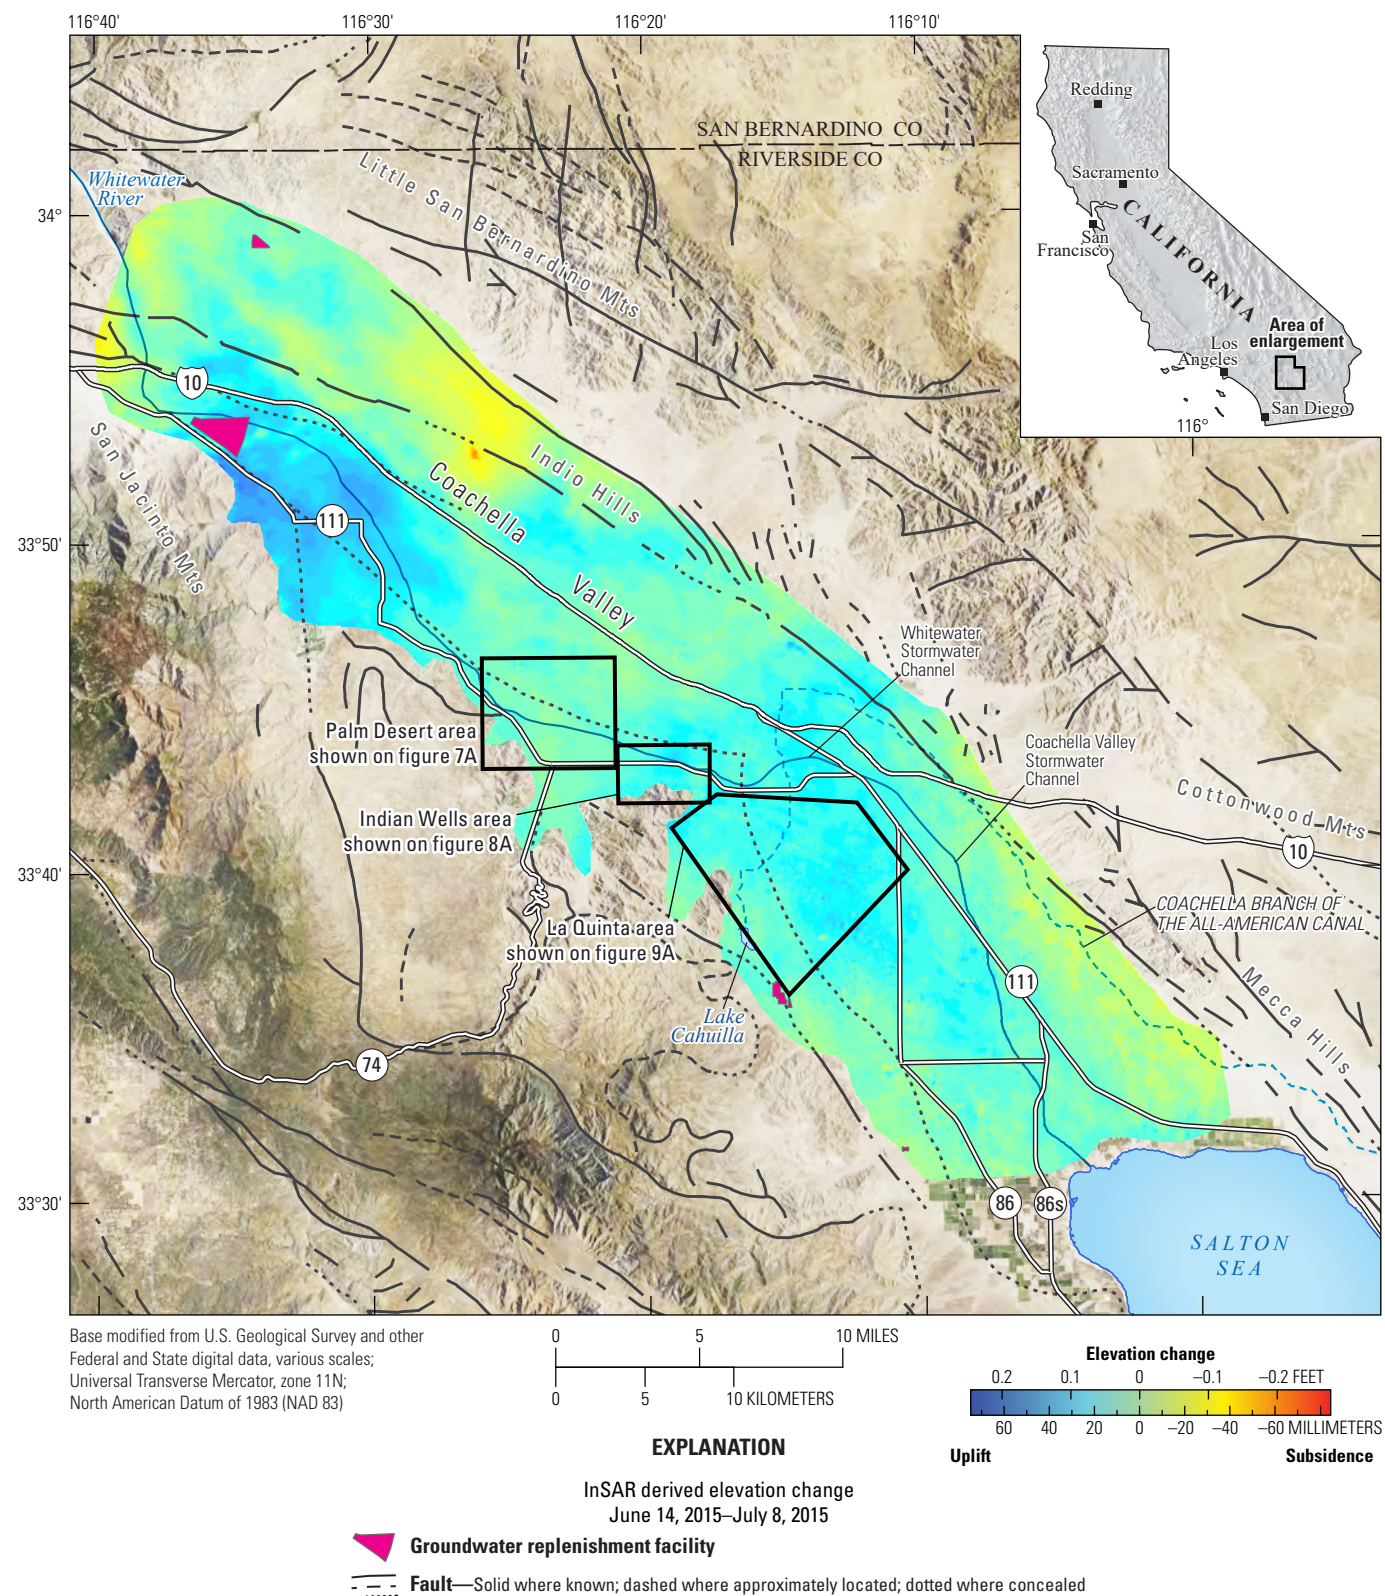 116°40'
116°30'
116°20'
116°10'
34°
33°50'
33°40'
33°30'
SAN BERNARDINO CO
RIVERSIDE CO
Whitewater
River
Little San Bernardino Mts
Redding
Sacramento
San
Francisco
CALIFORNIA
Los
Angeles
Area of
enlargement
San Diego
116°
10
San Jacinto Mts
111
Coachella
Valley
Indio Hills
Whitewater
Stormwater
Channel
Palm Desert area
shown on figure 7A
Coachella Valley
Stormwater
Channel
Indian Wells area
shown on figure 8A
Cottonwood Mts
10
COACHELLA BRANCH OF
THE ALL-AMERICAN CANAL
La Quinta area
shown on figure 9A
Mecca Hills
111
Lake
Cahuilla
74
86
86s
SALTON
SEA
Base modified from U.S. Geological Survey and other
Federal and State digital data, various scales;
Universal Transverse Mercator, zone 11N;
North American Datum of 1983 (NAD 83)
0 5 10 MILES
0 5 10 KILOMETERS
Elevation change
0.2 0.1 0 –0.1 –0.2 FEET
60 40 20 0 –20 –40 –60 MILLIMETERS
Uplift Subsidence
EXPLANATION
InSAR derived elevation change
June 14, 2015–July 8, 2015
Groundwater replenishment facility
Fault—Solid where known; dashed where approximately located; dotted where concealed